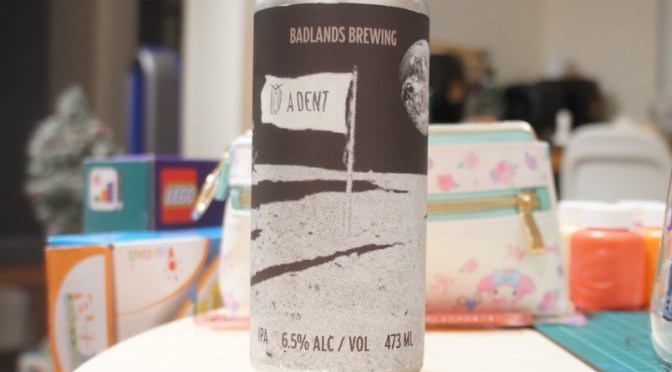 BADLANDS BREWING
A DENT
LEGO
IPA 6.5% ALC / VOL 473 ML